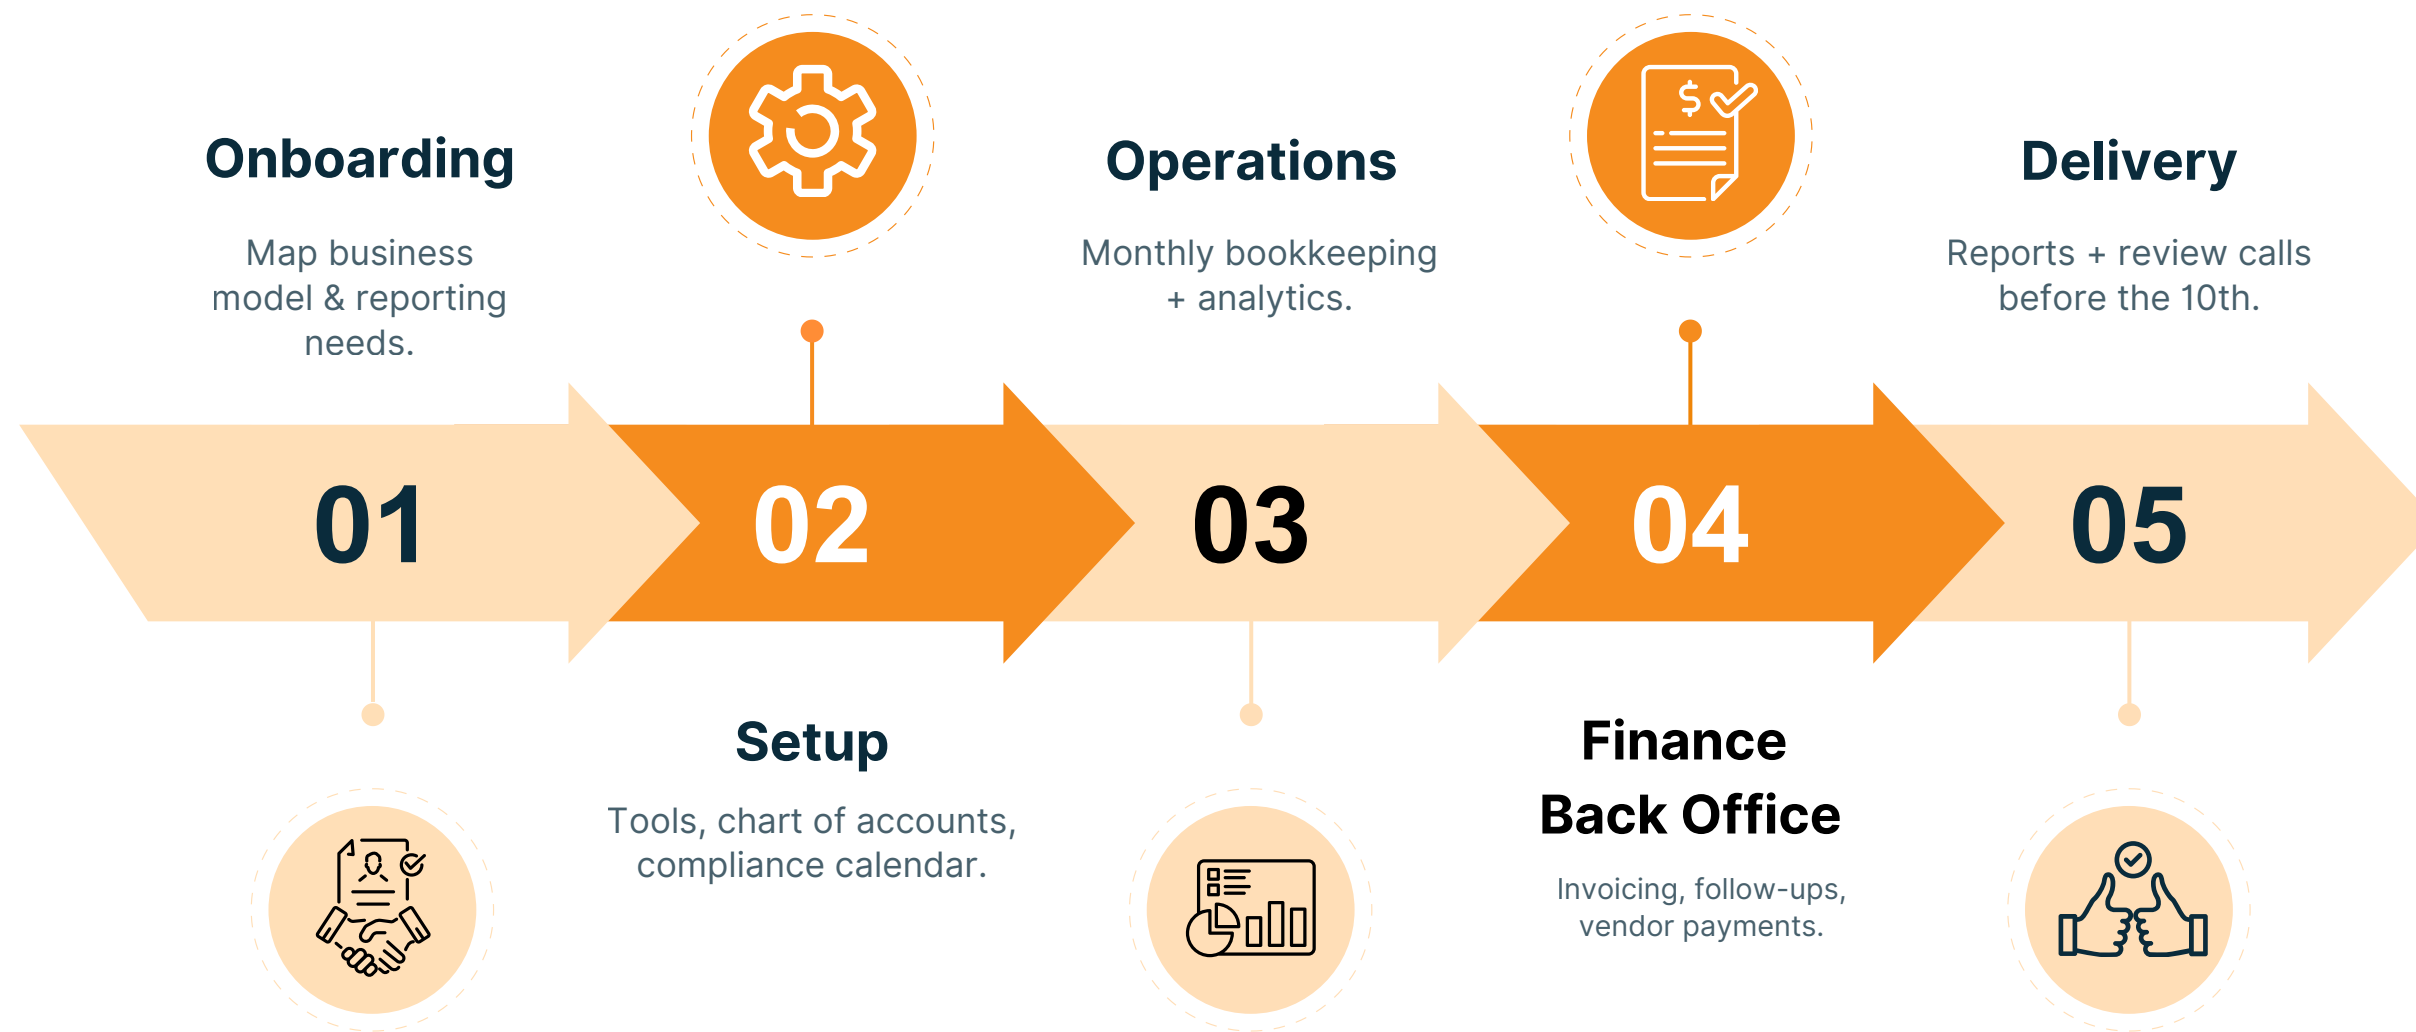 Onboarding
Map business
model & reporting
needs.
01
02
Setup
Tools, chart of accounts,
compliance calendar.
Operations
Monthly bookkeeping
+ analytics.
03
$
04
Finance
Back Office
Invoicing, follow-ups,
vendor payments.
Delivery
Reports + review calls
before the 10th.
05